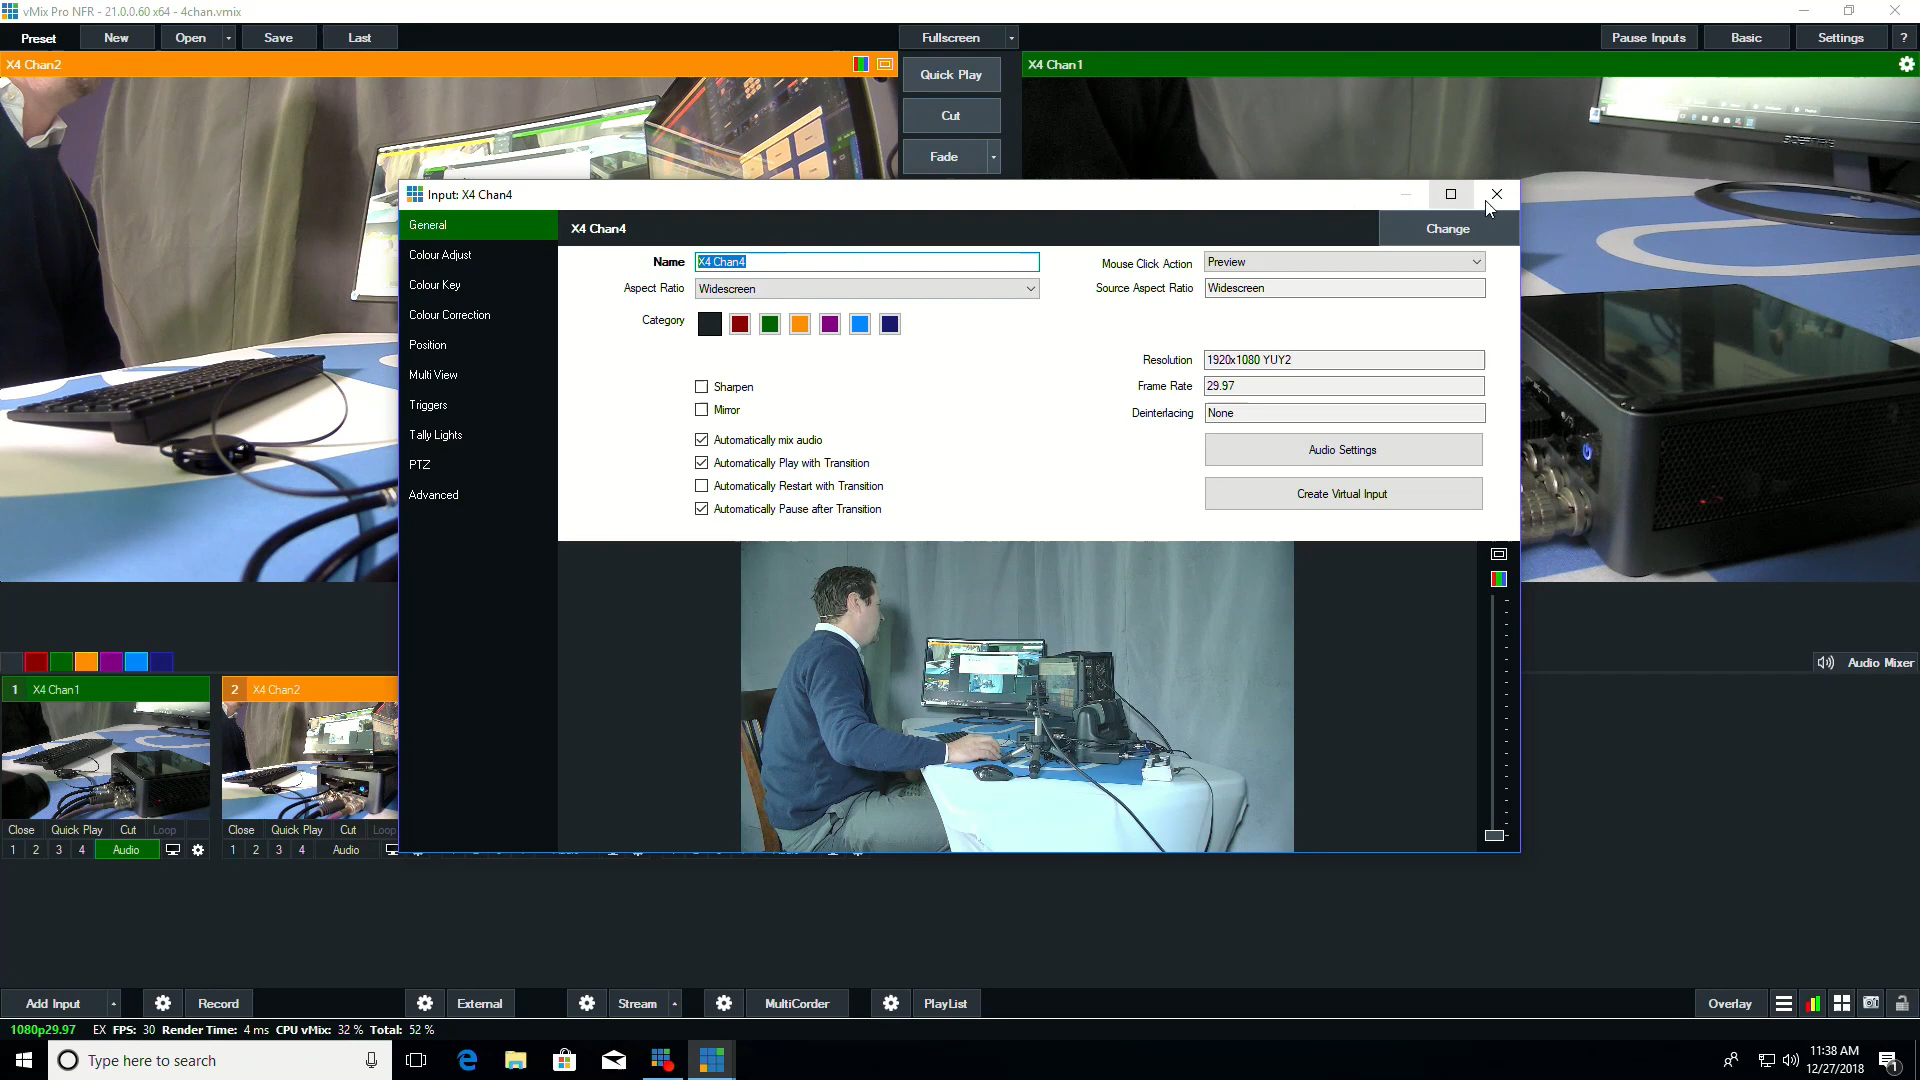 vMix Pro NFR - 21.0.0.60 x64 - 4chan.vmix
Preset New Open Save Last Fullscreen Pause Inputs Basic Settings ?
X4 Chan2
Quick Play
X4 Chan1
Cut
Fade
Input: X4 Chan4
General
X4 Chan4
Change
Colour Adjust
Colour Key
Colour Correction
Position
Multi View
Triggers
Tally Lights
PTZ
Advanced
Name X4 Chan4
Mouse Click Action Preview
Aspect Ratio Widescreen
Source Aspect Ratio Widescreen
Category
Resolution 1920x1080 YUY2
Frame Rate 29.97
Deinterlacing None
Sharpen
Mirror
Automatically mix audio
Automatically Play with Transition
Automatically Restart with Transition
Automatically Pause after Transition
Audio Settings
Create Virtual Input
Audio Mixer
1 X4 Chan1
2 X4 Chan2
Close Quick Play Cut Loop
Close Quick Play Cut Loop
1 2 3 4 Audio
1 2 3 4 Audio
Add Input Record External Stream MultiCorder PlayList Overlay
1080p29.97 EX FPS: 30 Render Time: 4 ms CPU vMix: 32 % Total: 52 %
Type here to search
11:38 AM
12/27/2018
1